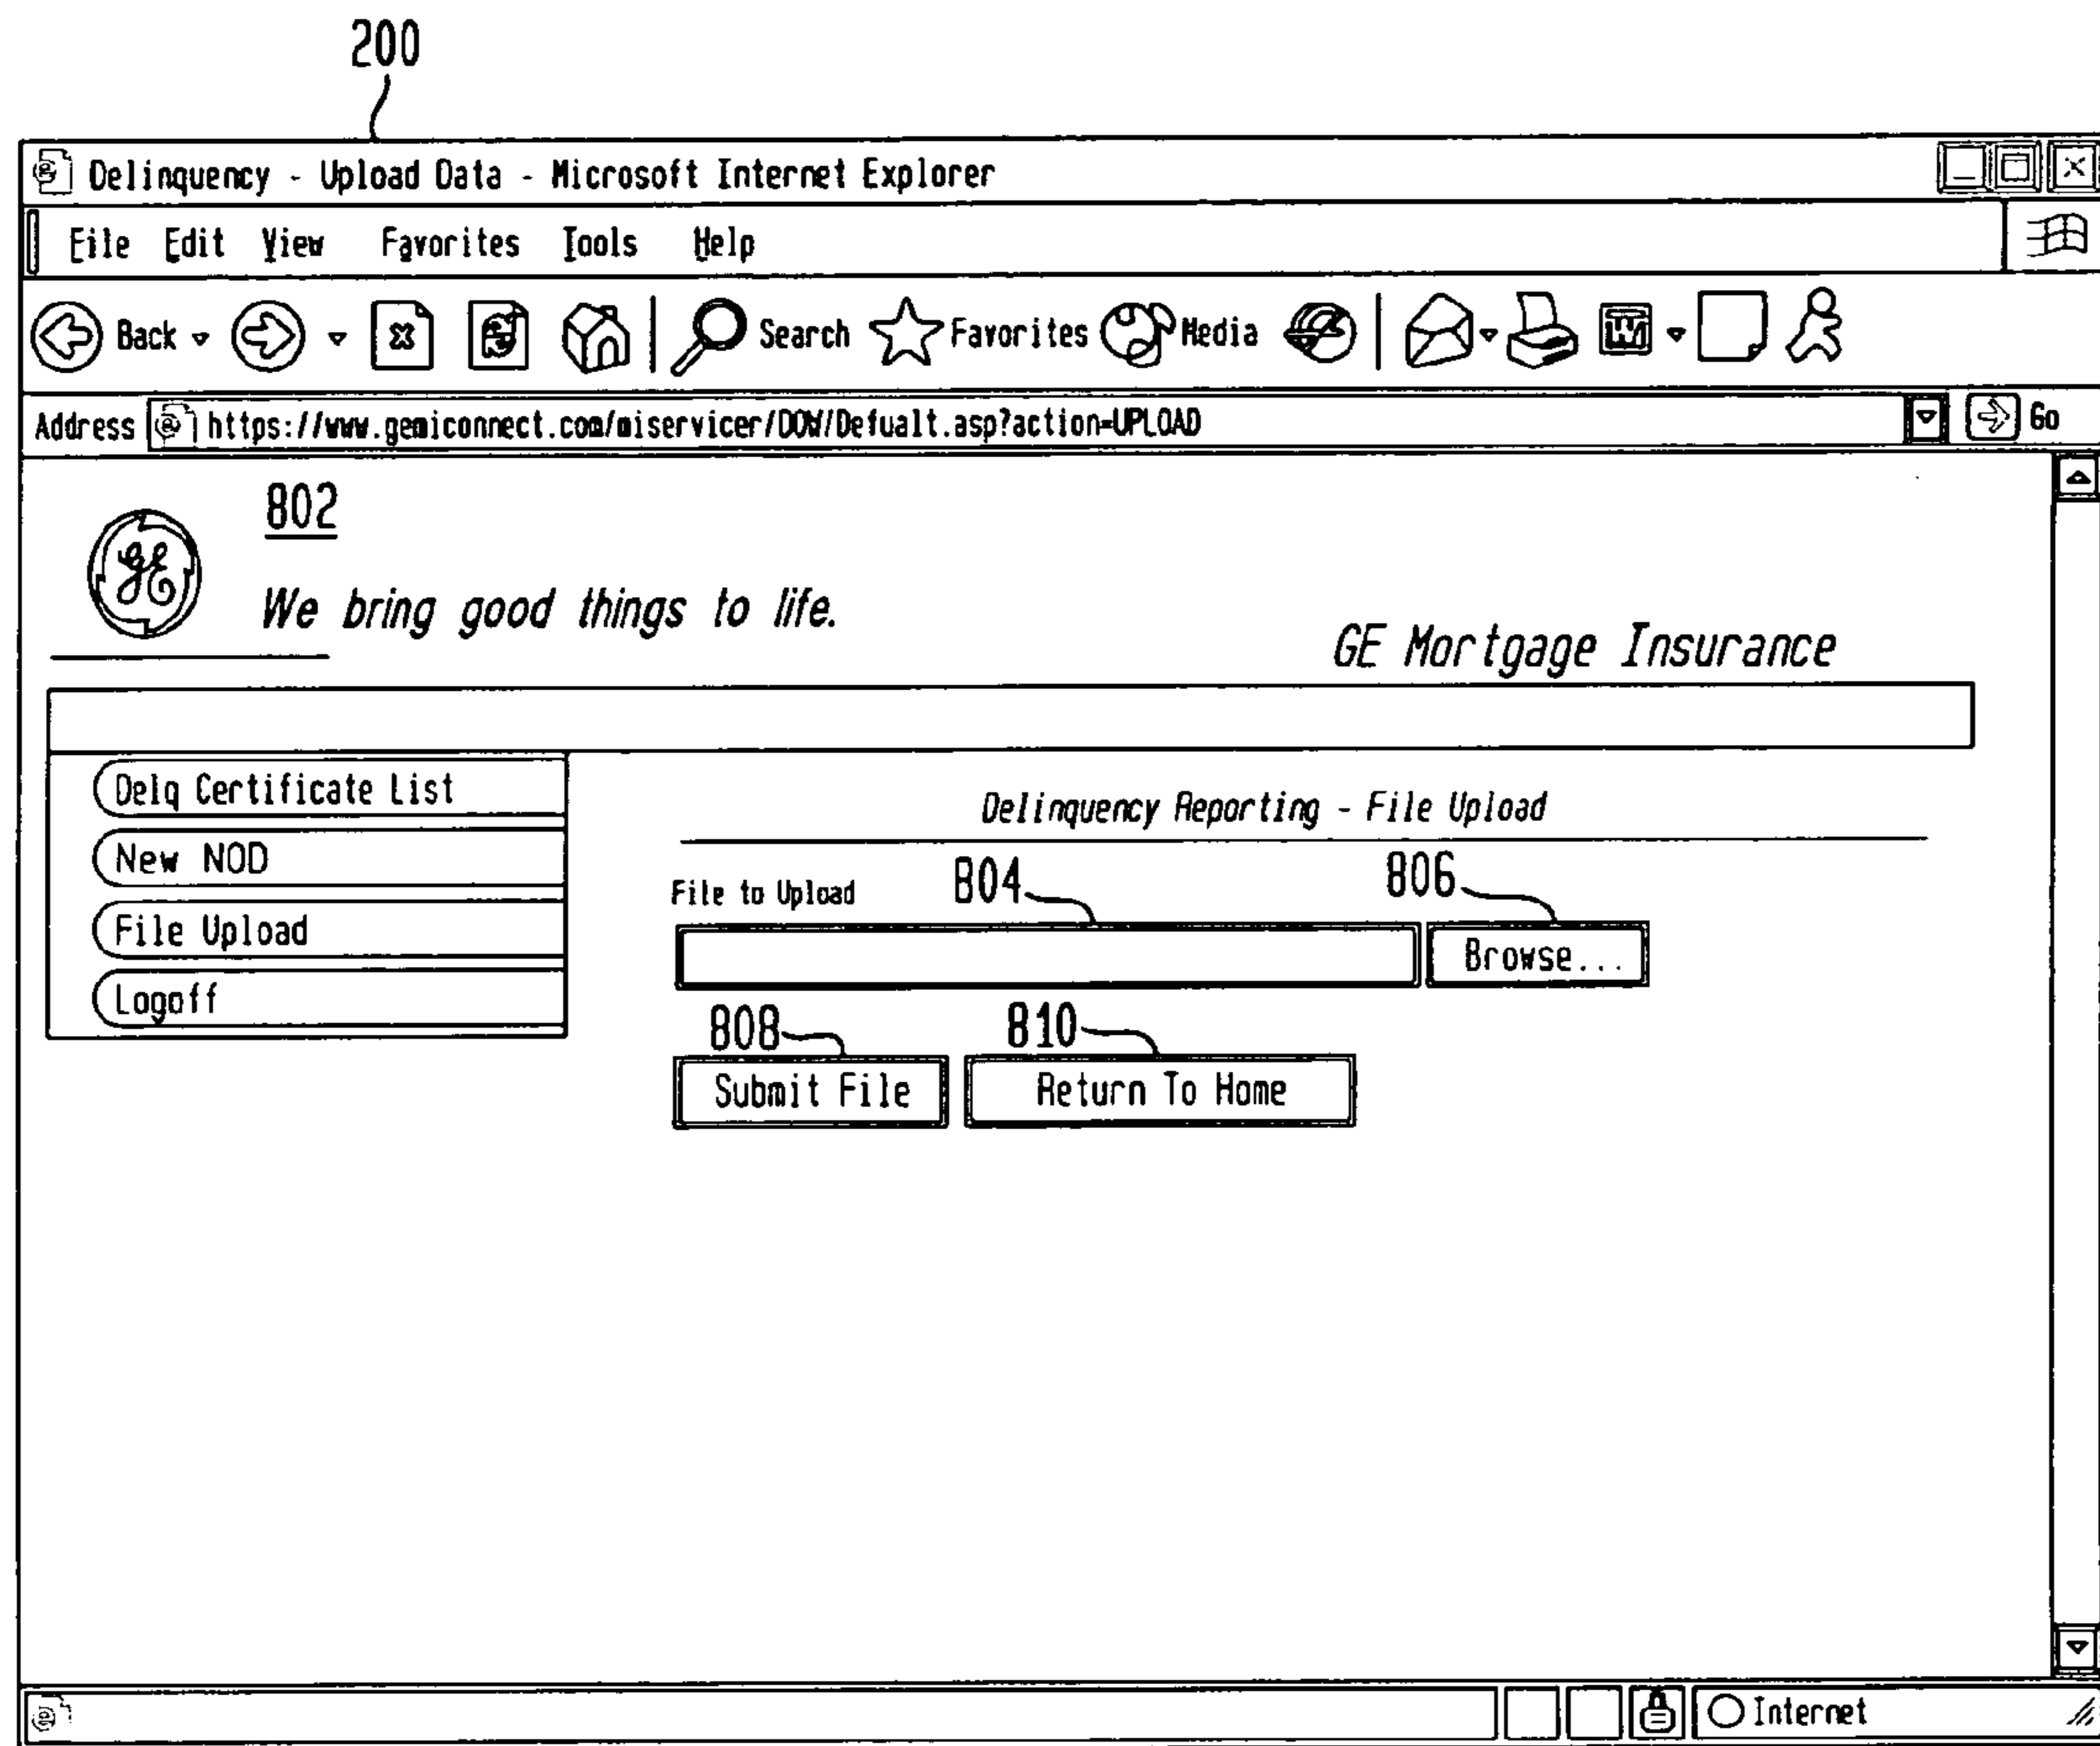 200
Delinquency - Upload Data - Microsoft Internet Explorer
File Edit View Favorites Tools Help
Back Search Favorites Media
Address https://www.gemiconnect.com/miservicer/DOW/Defualt.asp?action=UPLOAD Go
802
GE
We bring good things to life.
GE Mortgage Insurance
Delq Certificate List
New NOD
File Upload
Logoff
Delinquency Reporting - File Upload
File to Upload 804 806
Browse...
808 810
Submit File Return To Home
Internet